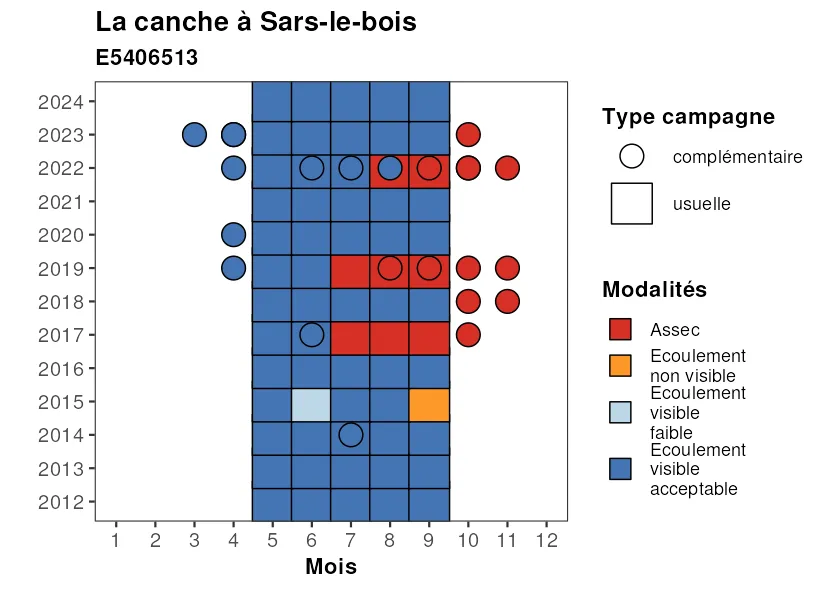 La canche à Sars-le-bois
E5406513
2024
2023
2022
2021
2020
2019
2018
2017
2016
2015
2014
2013
2012
1 2 3 4 5 6 7 8 9 10 11 12
Mois
Type campagne
complémentaire
usuelle
Modalités
Assec
Ecoulement
non visible
Ecoulement
visible
faible
Ecoulement
visible
acceptable